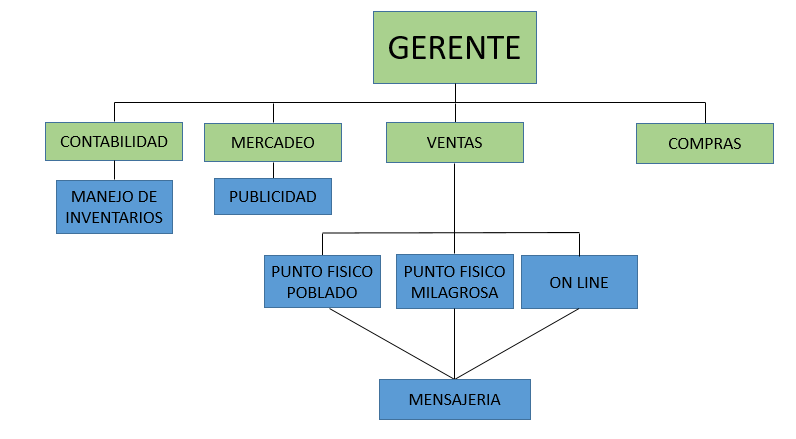 GERENTE
CONTABILIDAD
MERCADEO
VENTAS
COMPRAS
MANEJO DE
INVENTARIOS
PUBLICIDAD
PUNTO FISICO
POBLADO
PUNTO FISICO
MILAGROSA
ON LINE
MENSAJERIA